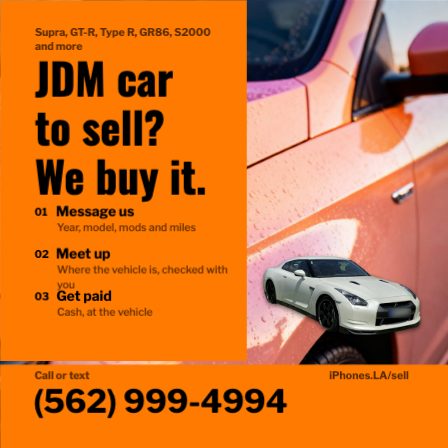 Supra, GT-R, Type R, GR86, S2000
and more
JDM car
to sell?
We buy it.
01 Message us
Year, model, mods and miles
02 Meet up
Where the vehicle is, checked with
you
03 Get paid
Cash, at the vehicle
Call or text
iPhones.LA/sell
(562) 999-4994